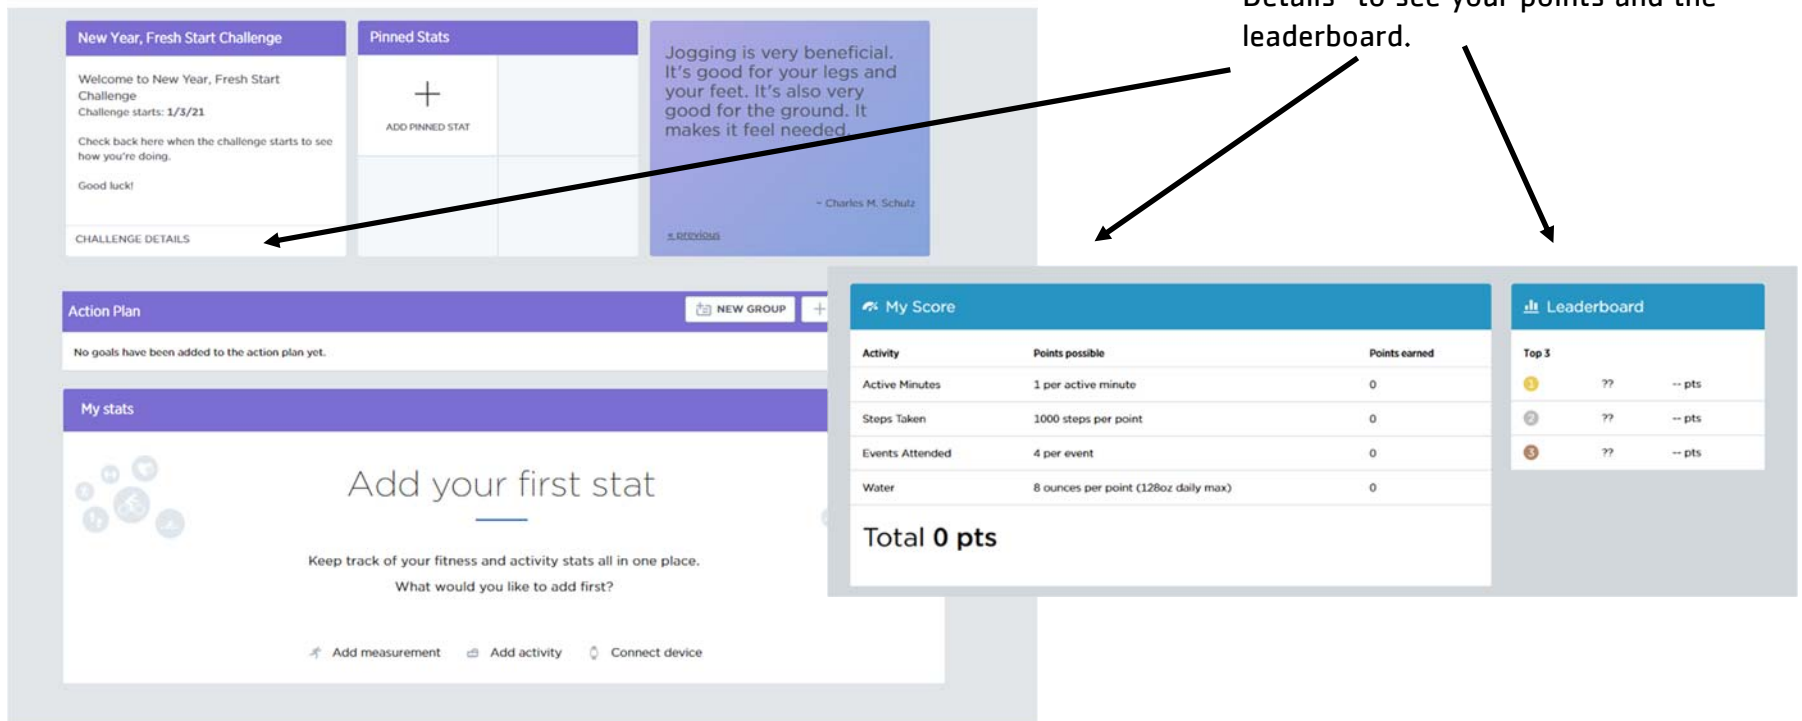 Details" to see your points and the
leaderboard.
New Year, Fresh Start Challenge
Welcome to New Year, Fresh Start
Challenge
Challenge starts: 1/3/21
Check back here when the challenge starts to see
how you're doing.
Good luck!
CHALLENGE DETAILS
Pinned Stats
ADD PINNED STAT
Jogging is very beneficial.
It's good for your legs and
your feet. It's also very
good for the ground. It
makes it feel needed.
~ Charles M. Schulz
« previous
Action Plan
NEW GROUP
No goals have been added to the action plan yet.
My stats
Add your first stat
Keep track of your fitness and activity stats all in one place.
What would you like to add first?
Add measurement Add activity Connect device
My Score
Activity Points possible Points earned
Active Minutes 1 per active minute 0
Steps Taken 1000 steps per point 0
Events Attended 4 per event 0
Water 8 ounces per point (128oz daily max) 0
Total 0 pts
Leaderboard
Top 3
1 ?? -- pts
2 ?? -- pts
3 ?? -- pts